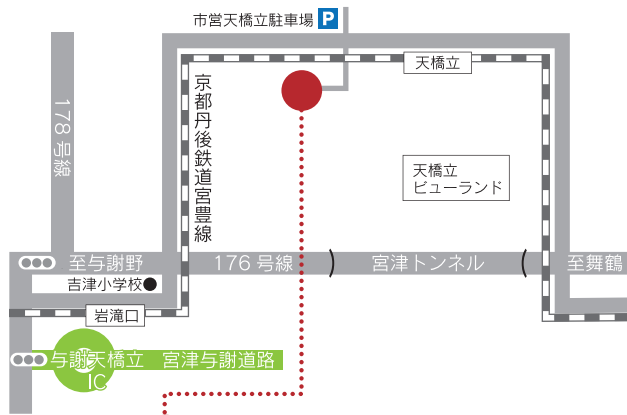 市営天橋立駐車場 P
天橋立
京都丹後鉄道宮豊線
178号線
天橋立
ビューランド
至与謝野
176号線
宮津トンネル
至舞鶴
吉津小学校
岩滝口
与謝天橋立
IC
宮津与謝道路